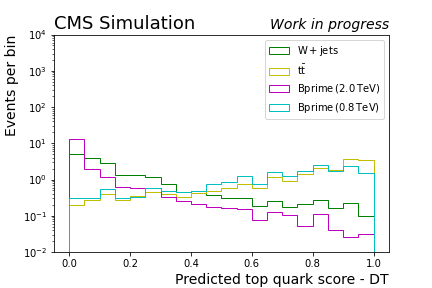 CMS Simulation
Work in progress
Events per bin
10⁴
10³
10²
10¹
10⁰
10⁻¹
10⁻²
W + jets
tt̄
Bprime (2.0 TeV)
Bprime (0.8 TeV)
0.0 0.2 0.4 0.6 0.8 1.0
Predicted top quark score - DT